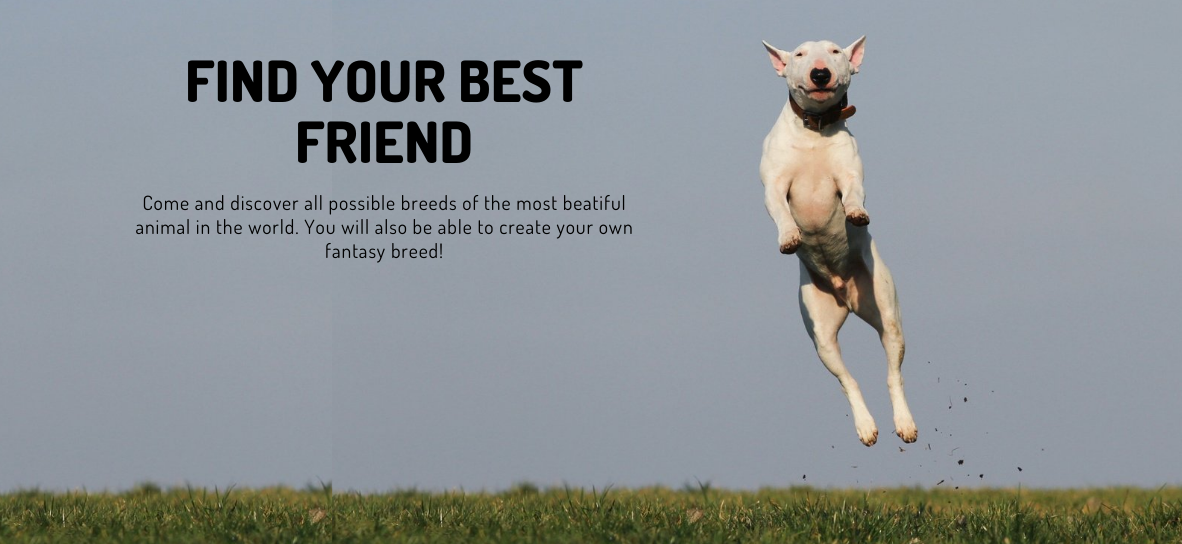 FIND YOUR BEST
FRIEND
Come and discover all possible breeds of the most beatiful
animal in the world. You will also be able to create your own
fantasy breed!